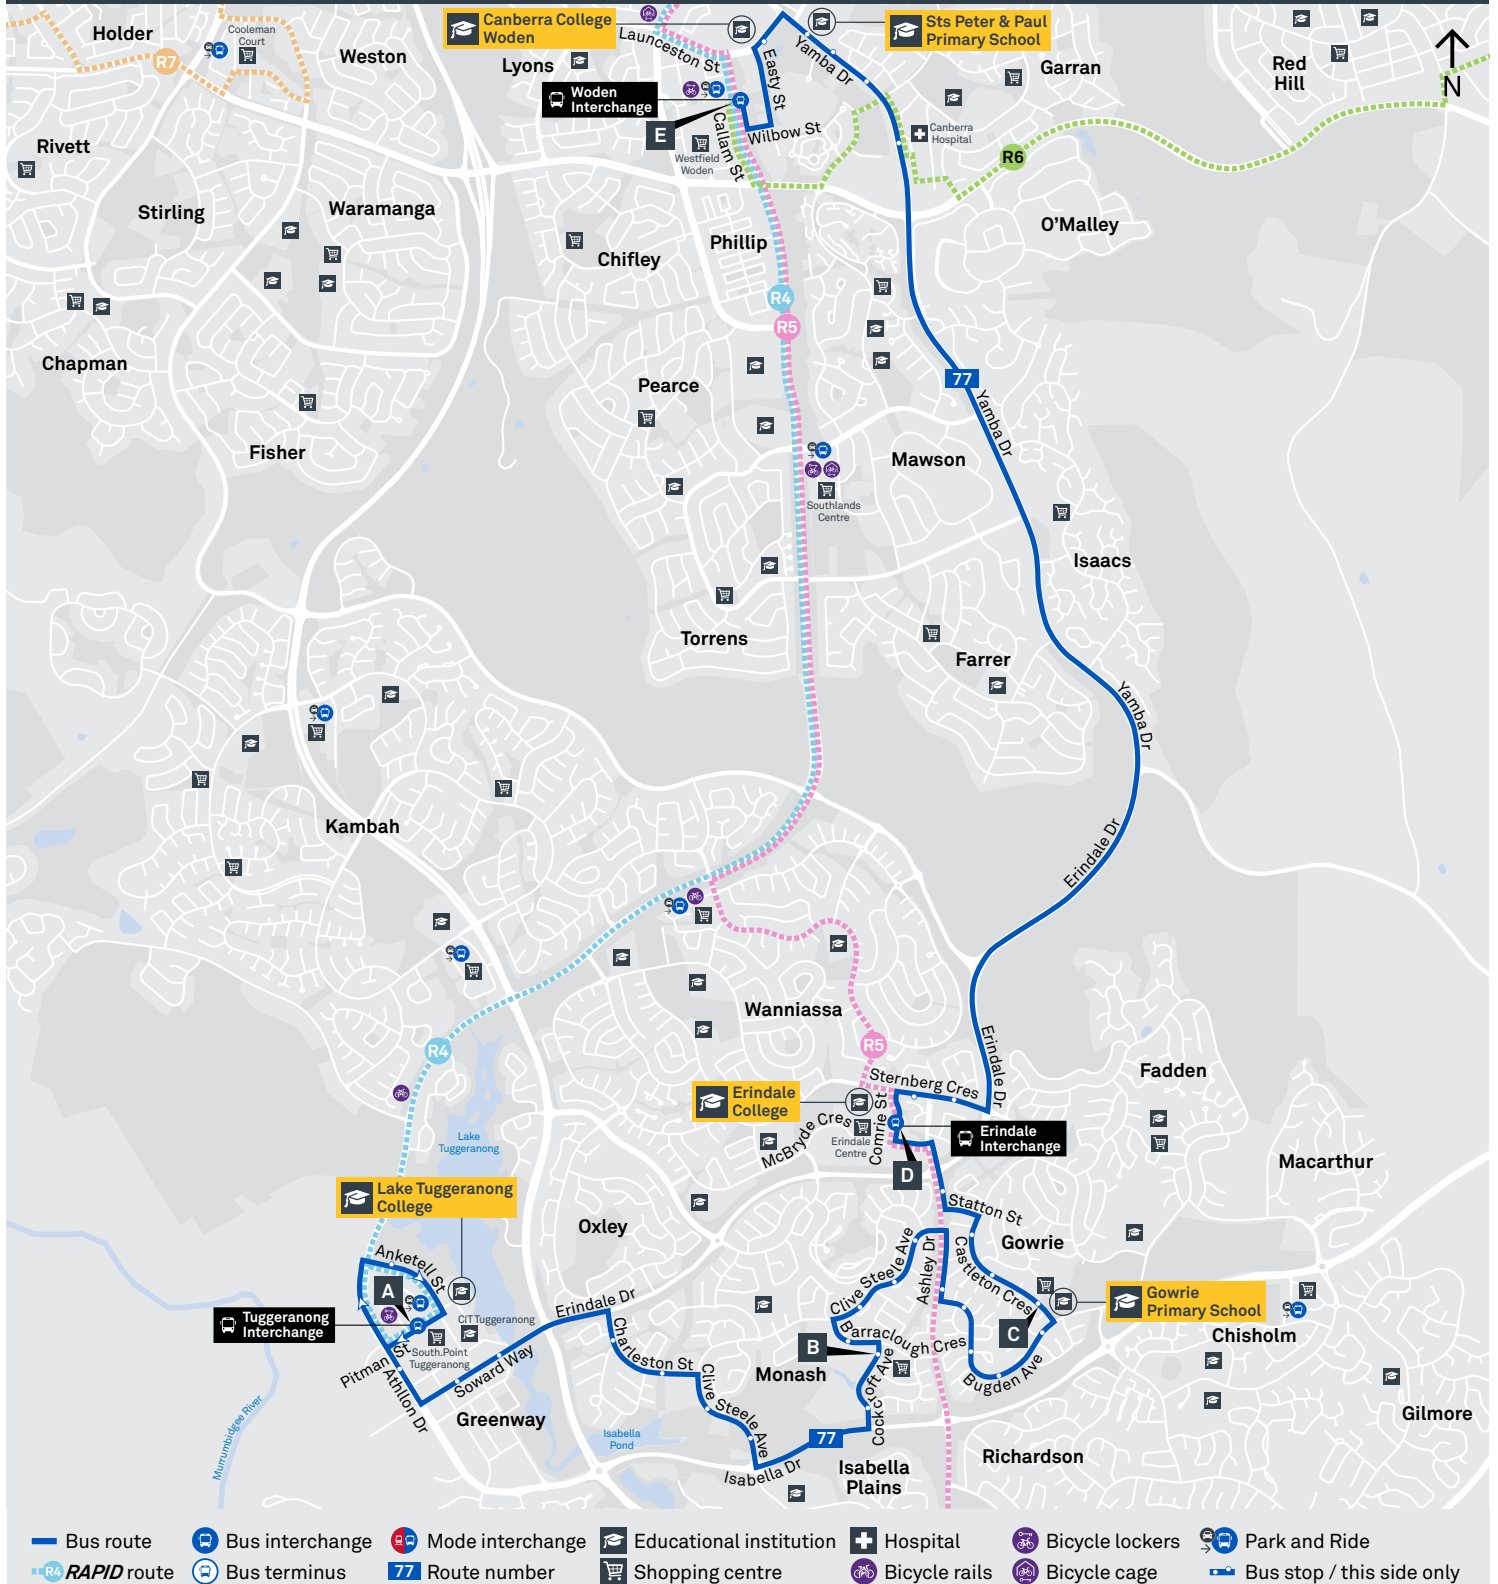 Holder
Cooleman
Court
R7
Weston
Canberra College
Woden
Launceston St
Lyons
Sts Peter & Paul
Primary School
Yamba Dr
Easty St
Garran
Red
Hill
N
Woden
Interchange
E
Callam St
Wilbow St
Westfield
Woden
Canberra
Hospital
R6
Rivett
Stirling
Waramanga
O'Malley
Phillip
Chifley
R4
R5
Chapman
Pearce
77
Yamba Dr
Fisher
Mawson
Southlands
Centre
Isaacs
Torrens
Farrer
Yamba Dr
Kambah
Erindale Dr
Wanniassa
R5
R4
Erindale Dr
Sternberg Cres
Fadden
Erindale
College
Comrie St
McBryde Cres
Erindale
Centre
Erindale
Interchange
Lake
Tuggeranong
D
Macarthur
Lake Tuggeranong
College
Statton St
Oxley
Gowrie
Clive Steele Ave
Ashley Dr
Castleton Cres
Anketell St
A
Gowrie
Primary School
Tuggeranong
Interchange
CIT Tuggeranong
Erindale Dr
C
Chisholm
Pitman St
South.Point
Tuggeranong
Charleston St
B
Barraclough Cres
Monash
Soward Way
Athllon Dr
Clive Steele Ave
Cockcroft Ave
Bugden Ave
Greenway
Gilmore
Murrumbidgee River
Isabella
Pond
77
Isabella Dr
Isabella
Plains
Richardson
Bus route
Bus interchange
Mode interchange
Educational institution
Hospital
Bicycle lockers
Park and Ride
R4 RAPID route
Bus terminus
77 Route number
Shopping centre
Bicycle rails
Bicycle cage
Bus stop / this side only